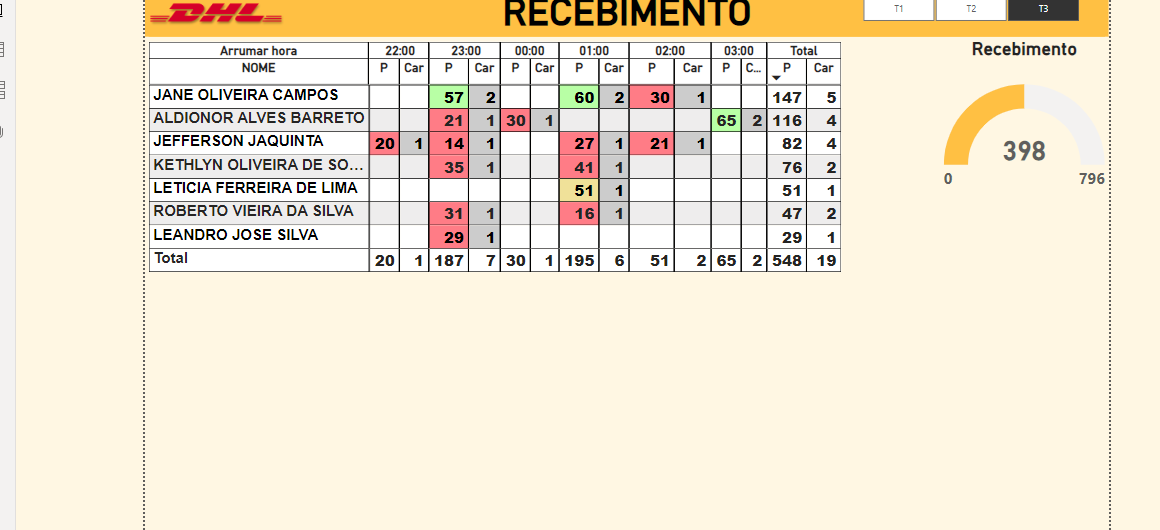 DHL RECEBIMENTO T1 T2 T3
Arrumar hora 22:00 23:00 00:00 01:00 02:00 03:00 Total
NOME P Car P Car P Car P Car P Car P C... P Car
JANE OLIVEIRA CAMPOS 57 2 60 2 30 1 147 5
ALDIONOR ALVES BARRETO 21 1 30 1 65 2 116 4
JEFFERSON JAQUINTA 20 1 14 1 27 1 21 1 82 4
KETHLYN OLIVEIRA DE SO... 35 1 41 1 76 2
LETICIA FERREIRA DE LIMA 51 1 51 1
ROBERTO VIEIRA DA SILVA 31 1 16 1 47 2
LEANDRO JOSE SILVA 29 1 29 1
Total 20 1 187 7 30 1 195 6 51 2 65 2 548 19
Recebimento
398
0 796